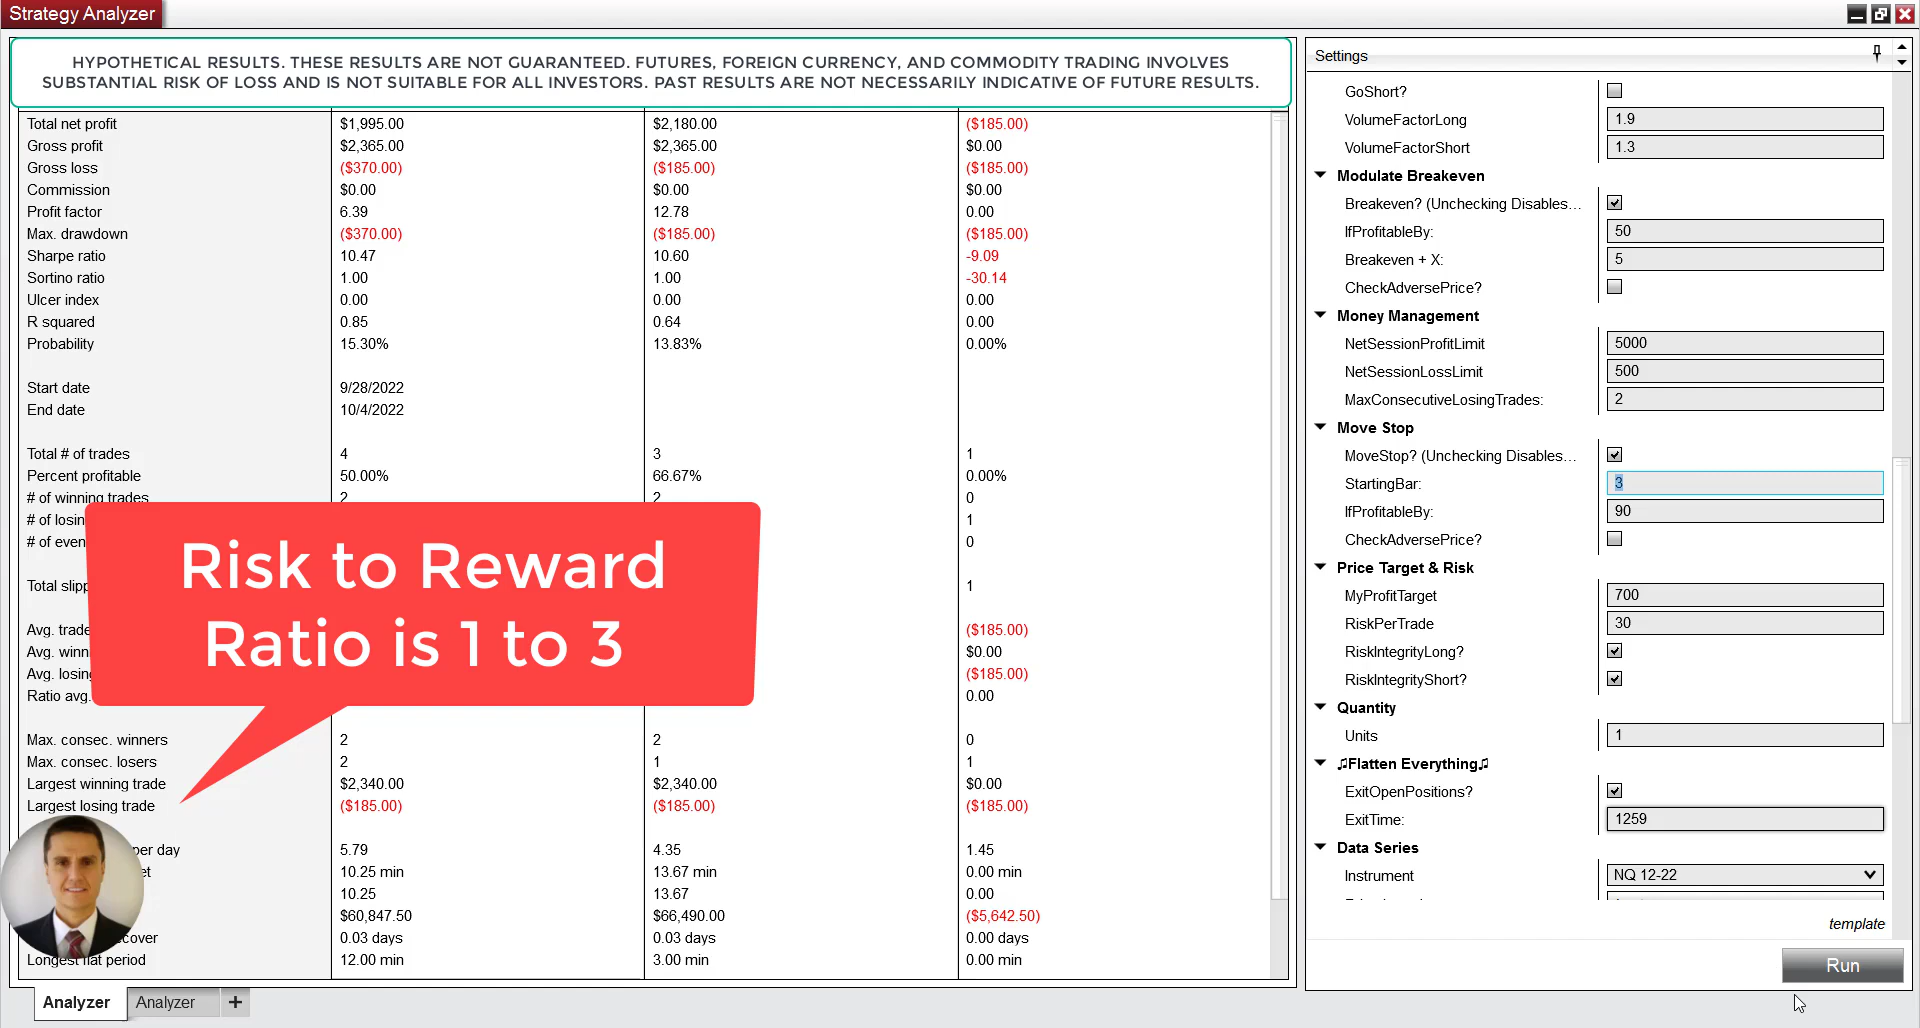 Strategy Analyzer
HYPOTHETICAL RESULTS. THESE RESULTS ARE NOT GUARANTEED. FUTURES, FOREIGN CURRENCY, AND COMMODITY TRADING INVOLVES
SUBSTANTIAL RISK OF LOSS AND IS NOT SUITABLE FOR ALL INVESTORS. PAST RESULTS ARE NOT NECESSARILY INDICATIVE OF FUTURE RESULTS.
Total net profit $1,995.00 $2,180.00 ($185.00)
Gross profit $2,365.00 $2,365.00 $0.00
Gross loss ($370.00) ($185.00) ($185.00)
Commission $0.00 $0.00 $0.00
Profit factor 6.39 12.78 0.00
Max. drawdown ($370.00) ($185.00) ($185.00)
Sharpe ratio 10.47 10.60 -9.09
Sortino ratio 1.00 1.00 -30.14
Ulcer index 0.00 0.00 0.00
R squared 0.85 0.64 0.00
Probability 15.30% 13.83% 0.00%
Start date 9/28/2022
End date 10/4/2022
Total # of trades 4 3 1
Percent profitable 50.00% 66.67% 0.00%
# of winning trades 2 2 0
# of losin 1
# of even 0
Total slipp 1
Avg. trade ($185.00)
Avg. winn $0.00
Avg. losing ($185.00)
Ratio avg. 0.00
Risk to Reward
Ratio is 1 to 3
Max. consec. winners 2 2 0
Max. consec. losers 2 1 1
Largest winning trade $2,340.00 $2,340.00 $0.00
Largest losing trade ($185.00) ($185.00) ($185.00)
per day 5.79 4.35 1.45
et 10.25 min 13.67 min 0.00 min
10.25 13.67 0.00
$60,847.50 $66,490.00 ($5,642.50)
ecover 0.03 days 0.03 days 0.00 days
Longest flat period 12.00 min 3.00 min 0.00 min
Analyzer Analyzer +
Settings
GoShort?
VolumeFactorLong 1.9
VolumeFactorShort 1.3
Modulate Breakeven
Breakeven? (Unchecking Disables…
IfProfitableBy: 50
Breakeven + X: 5
CheckAdversePrice?
Money Management
NetSessionProfitLimit 5000
NetSessionLossLimit 500
MaxConsecutiveLosingTrades: 2
Move Stop
MoveStop? (Unchecking Disables…
StartingBar: 3
IfProfitableBy: 90
CheckAdversePrice?
Price Target & Risk
MyProfitTarget 700
RiskPerTrade 30
RiskIntegrityLong?
RiskIntegrityShort?
Quantity
Units 1
♫Flatten Everything♫
ExitOpenPositions?
ExitTime: 1259
Data Series
Instrument NQ 12-22
template
Run